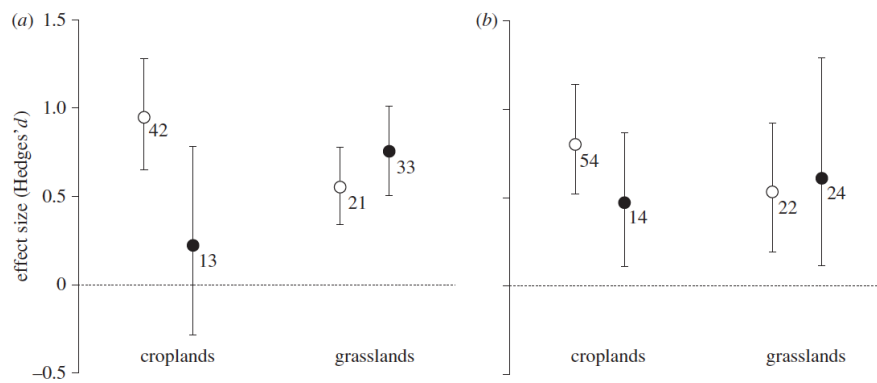 (a) 1.5
1.0
0.5
0
–0.5
effect size (Hedges' d)
42
13
21
33
croplands
grasslands
(b)
54
14
22
24
croplands
grasslands